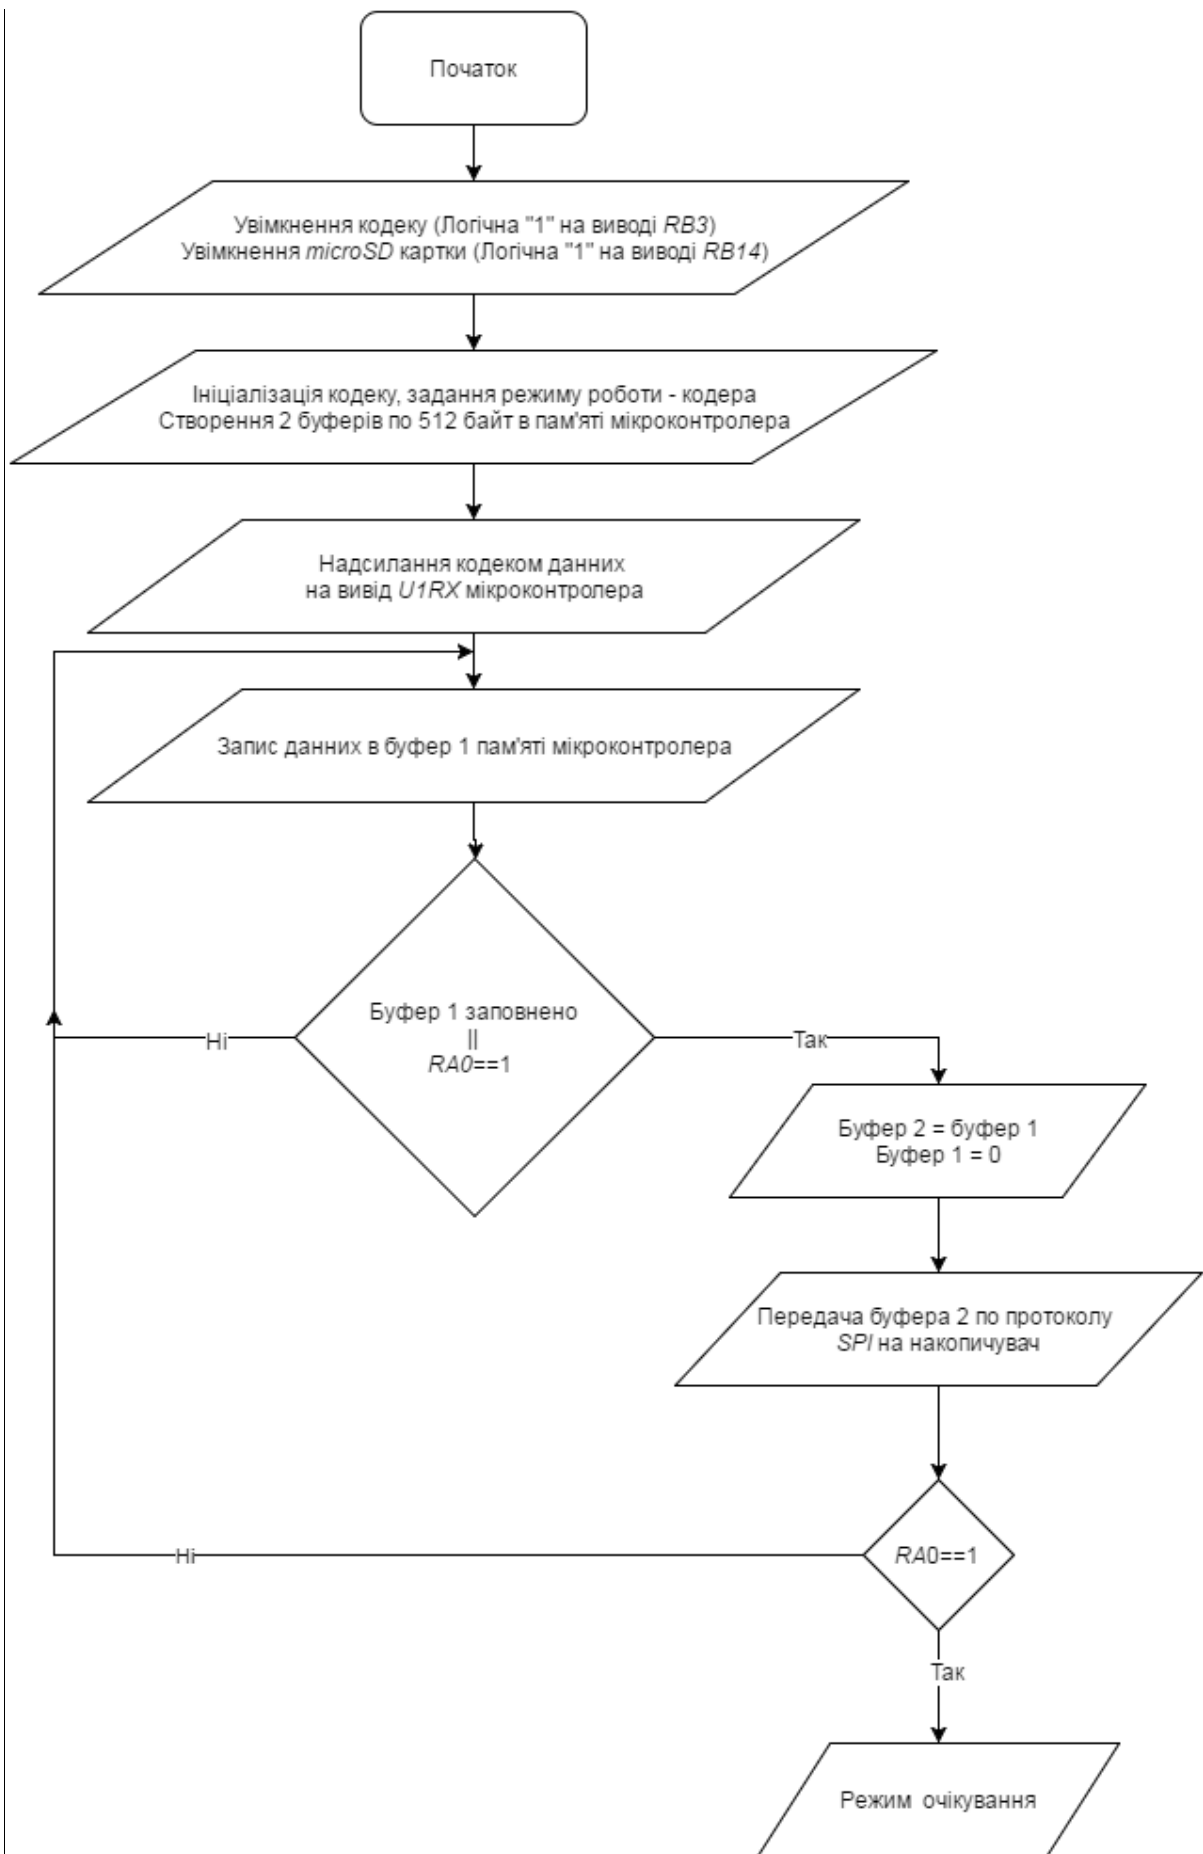 Початок
Увімкнення кодеку (Логічна "1" на виводі RB3)
Увімкнення microSD картки (Логічна "1" на виводі RB14)
Ініціалізація кодеку, задання режиму роботи - кодера
Створення 2 буферів по 512 байт в пам'яті мікроконтролера
Надсилання кодеком данних
на вивід U1RX мікроконтролера
Запис данних в буфер 1 пам'яті мікроконтролера
Буфер 1 заповнено
||
RA0==1
Ні
Так
Буфер 2 = буфер 1
Буфер 1 = 0
Передача буфера 2 по протоколу
SPI на накопичувач
RA0==1
Ні
Так
Режим очікування